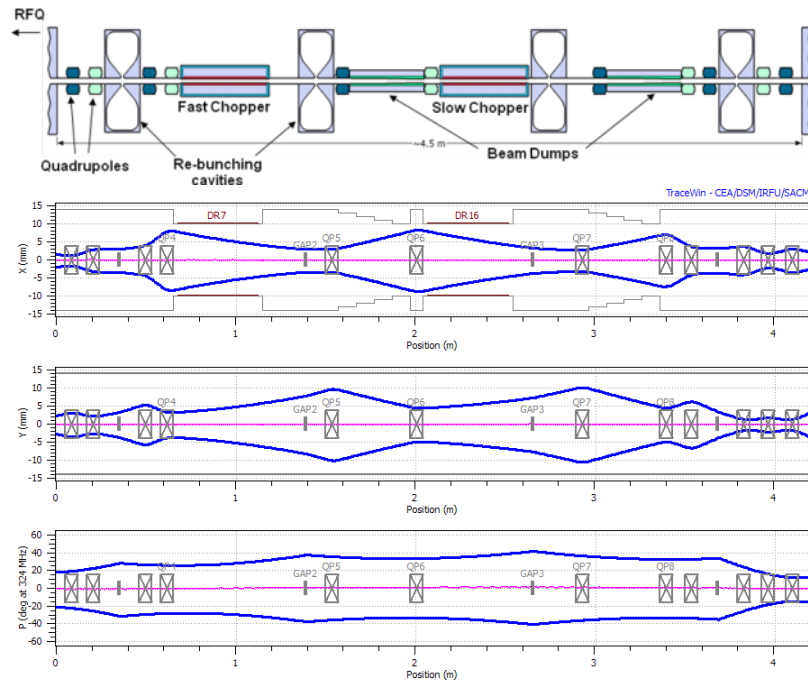 RFQ
Fast Chopper
Slow Chopper
Quadrupoles
Re-bunching
cavities
Beam Dumps
~4.5 m
TraceWin - CEA/DSM/IRFU/SACM
15
10
5
0
-5
-10
-15
X (mm)
DR7
DR16
QP4
GAP2
QP5
QP6
GAP3
QP7
QP8
0
1
2
3
4
Position (m)
15
10
5
0
-5
-10
-15
Y (mm)
QP4
GAP2
QP5
QP6
GAP3
QP7
QP8
0
1
2
3
4
Position (m)
60
40
20
0
-20
-40
-60
P (deg at 324 MHz)
QP4
GAP2
QP5
QP6
GAP3
QP7
QP8
0
1
2
3
4
Position (m)